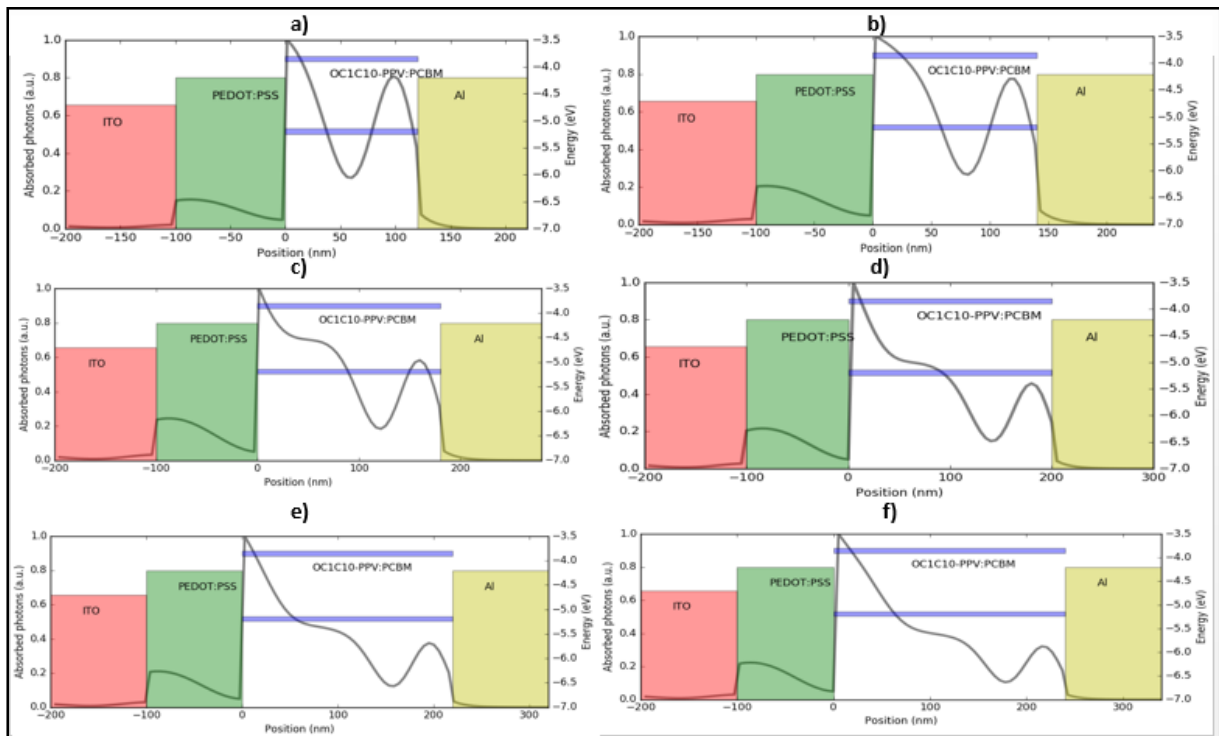 a)
1.0
0.8
0.6
0.4
0.2
0.0
Absorbed photons (a.u.)
ITO
PEDOT:PSS
OC1C10-PPV:PCBM
Al
−3.5
−4.0
−4.5
−5.0
−5.5
−6.0
−6.5
−7.0
Energy (eV)
−200 −150 −100 −50 0 50 100 150 200
Position (nm)
b)
1.0
0.8
0.6
0.4
0.2
0.0
Absorbed photons (a.u.)
ITO
PEDOT:PSS
OC1C10-PPV:PCBM
Al
−3.5
−4.0
−4.5
−5.0
−5.5
−6.0
−6.5
−7.0
Energy (eV)
−200 −150 −100 −50 0 50 100 150 200
Position (nm)
c)
1.0
0.8
0.6
0.4
0.2
0.0
Absorbed photons (a.u.)
ITO
PEDOT:PSS
OC1C10-PPV:PCBM
Al
−3.5
−4.0
−4.5
−5.0
−5.5
−6.0
−6.5
−7.0
Energy (eV)
−200 −100 0 100 200
Position (nm)
d)
1.0
0.8
0.6
0.4
0.2
0.0
Absorbed photons (a.u.)
ITO
PEDOT:PSS
OC1C10-PPV:PCBM
Al
−3.5
−4.0
−4.5
−5.0
−5.5
−6.0
−6.5
−7.0
Energy (eV)
−200 −100 0 100 200 300
Position (nm)
e)
1.0
0.8
0.6
0.4
0.2
0.0
Absorbed photons (a.u.)
ITO
PEDOT:PSS
OC1C10-PPV:PCBM
Al
−3.5
−4.0
−4.5
−5.0
−5.5
−6.0
−6.5
−7.0
Energy (eV)
−200 −100 0 100 200 300
Position (nm)
f)
1.0
0.8
0.6
0.4
0.2
0.0
Absorbed photons (a.u.)
ITO
PEDOT:PSS
OC1C10-PPV:PCBM
Al
−3.5
−4.0
−4.5
−5.0
−5.5
−6.0
−6.5
−7.0
Energy (eV)
−200 −100 0 100 200 300
Position (nm)